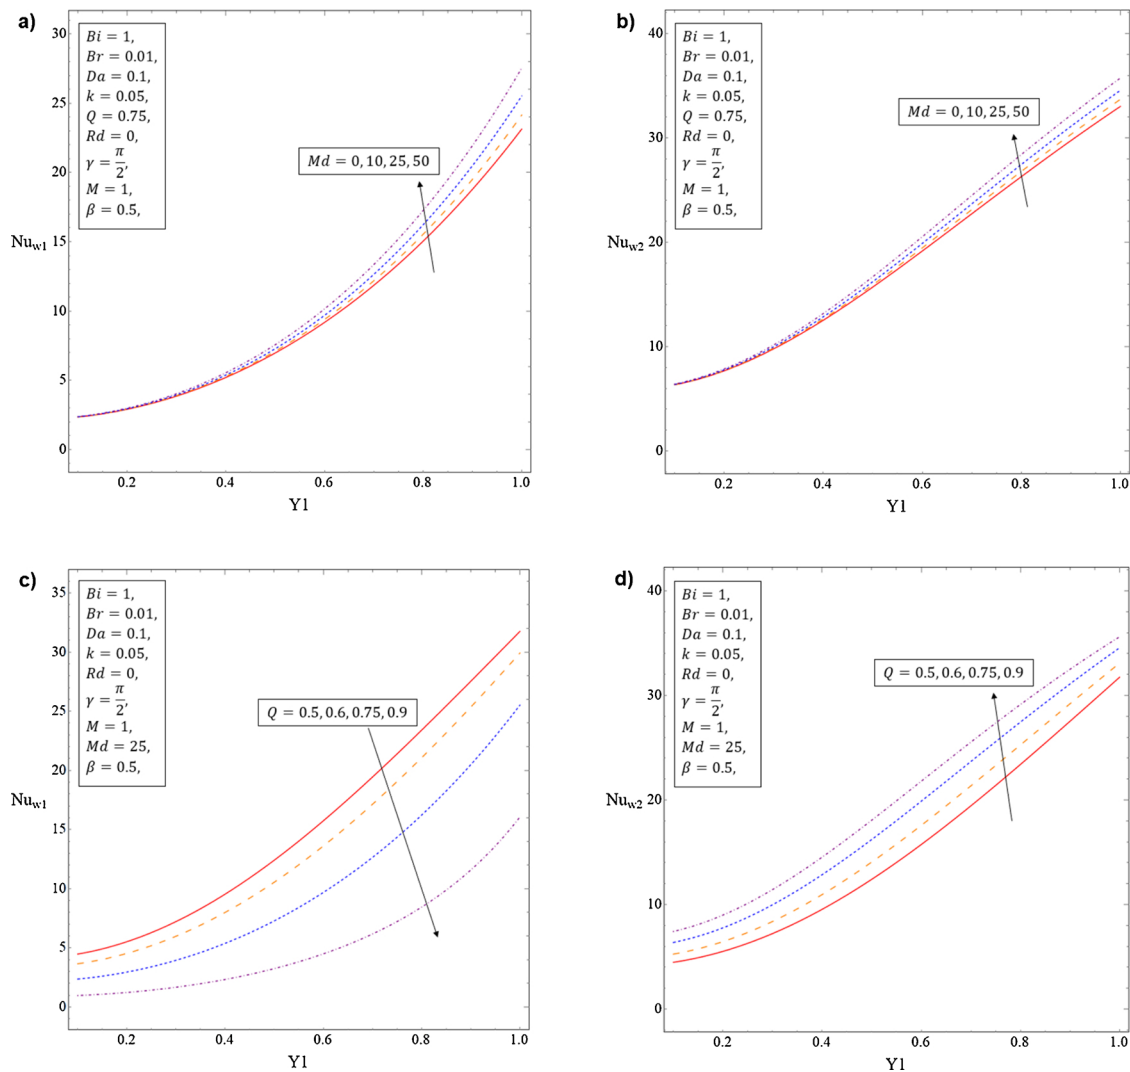 a)
30
25
20
15
10
5
0
Nu_w1
Bi = 1,
Br = 0.01,
Da = 0.1,
k = 0.05,
Q = 0.75,
Rd = 0,
γ = π/2,
M = 1,
β = 0.5,
Md = 0, 10, 25, 50
0.2 0.4 0.6 0.8 1.0
Y1
b)
40
30
20
10
0
Nu_w2
Bi = 1,
Br = 0.01,
Da = 0.1,
k = 0.05,
Q = 0.75,
Rd = 0,
γ = π/2,
M = 1,
β = 0.5,
Md = 0, 10, 25, 50
0.2 0.4 0.6 0.8 1.0
Y1
c)
35
30
25
20
15
10
5
0
Nu_w1
Bi = 1,
Br = 0.01,
Da = 0.1,
k = 0.05,
Rd = 0,
γ = π/2,
M = 1,
Md = 25,
β = 0.5,
Q = 0.5, 0.6, 0.75, 0.9
0.2 0.4 0.6 0.8 1.0
Y1
d)
40
30
20
10
0
Nu_w2
Bi = 1,
Br = 0.01,
Da = 0.1,
k = 0.05,
Rd = 0,
γ = π/2,
M = 1,
Md = 25,
β = 0.5,
Q = 0.5, 0.6, 0.75, 0.9
0.2 0.4 0.6 0.8 1.0
Y1